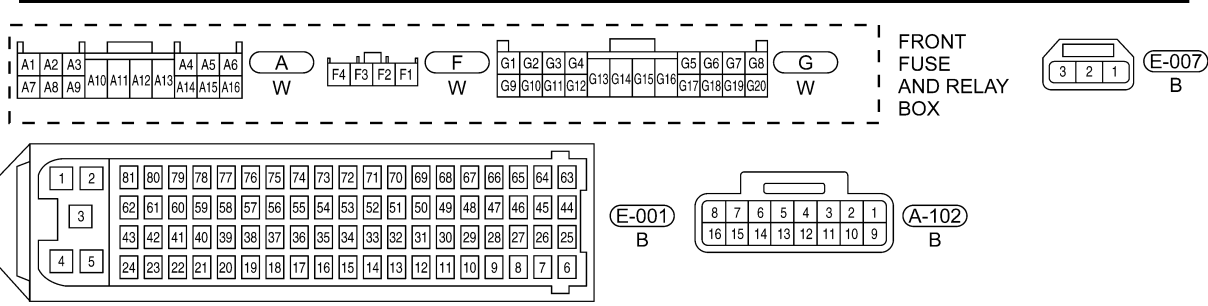 A1 A2 A3 A4 A5 A6
A10 A11 A12 A13
A7 A8 A9 A14 A15 A16
A
W
F4 F3 F2 F1
F
W
G1 G2 G3 G4 G5 G6 G7 G8
G13 G14 G15 G16
G9 G10 G11 G12 G17 G18 G19 G20
G
W
FRONT
FUSE
AND RELAY
BOX
3 2 1
E-007
B
1 2
3
4 5
81 80 79 78 77 76 75 74 73 72 71 70 69 68 67 66 65 64 63
62 61 60 59 58 57 56 55 54 53 52 51 50 49 48 47 46 45 44
43 42 41 40 39 38 37 36 35 34 33 32 31 30 29 28 27 26 25
24 23 22 21 20 19 18 17 16 15 14 13 12 11 10 9 8 7 6
E-001
B
8 7 6 5 4 3 2 1
16 15 14 13 12 11 10 9
A-102
B